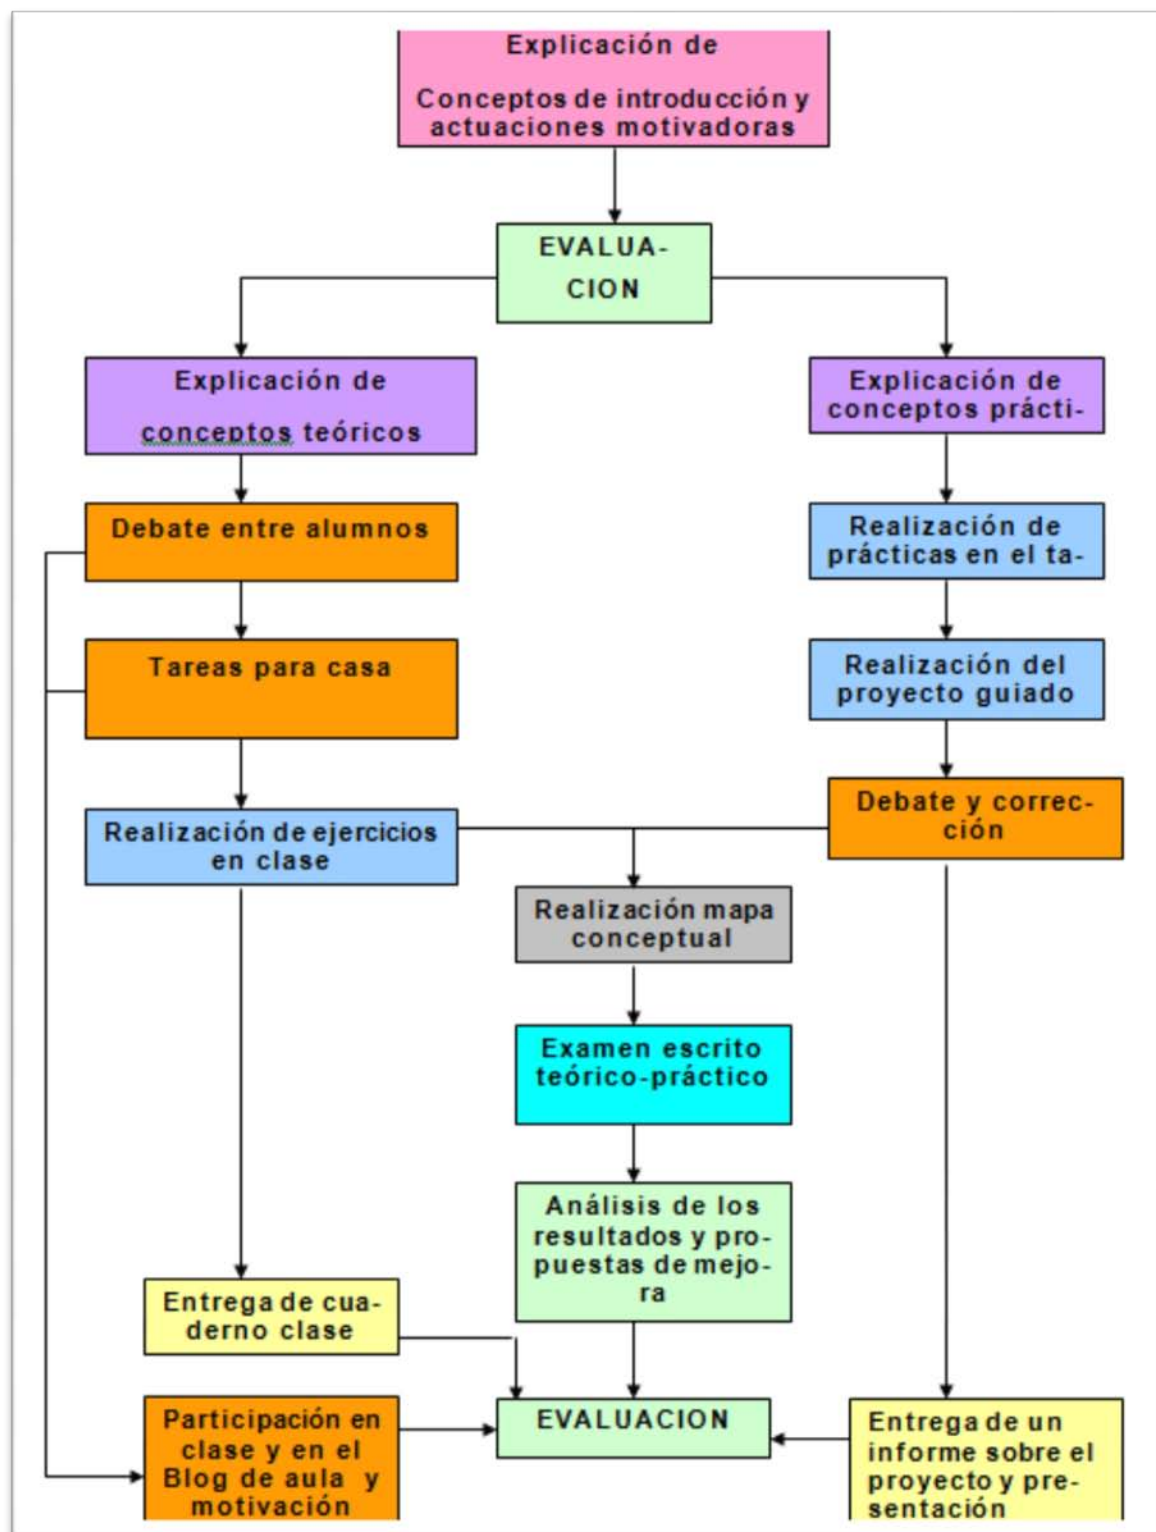 Explicación de
Conceptos de introducción y
actuaciones motivadoras
EVALUA-
CION
Explicación de
conceptos teóricos
Explicación de
conceptos prácti-
Debate entre alumnos
Realización de
prácticas en el ta-
Tareas para casa
Realización del
proyecto guiado
Realización de ejercicios
en clase
Debate y correc-
ción
Realización mapa
conceptual
Examen escrito
teórico-práctico
Análisis de los
resultados y pro-
puestas de mejo-
ra
Entrega de cua-
derno clase
Participación en
clase y en el
Blog de aula y
motivación
EVALUACION
Entrega de un
informe sobre el
proyecto y pre-
sentación